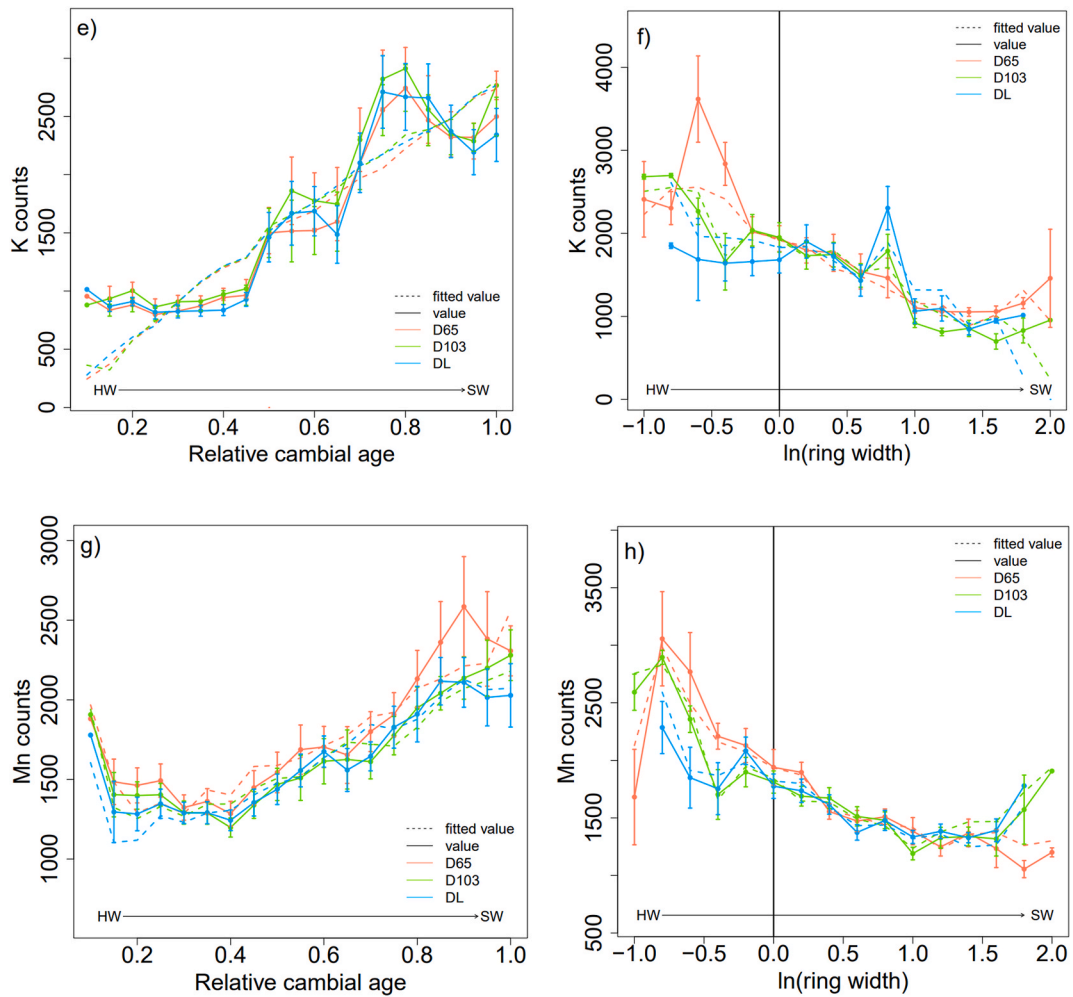 e)
K counts
0 500 1500 2500
fitted value
value
D65
D103
DL
HW SW
0.2 0.4 0.6 0.8 1.0
Relative cambial age
f)
K counts
0 1000 2000 3000 4000
fitted value
value
D65
D103
DL
HW SW
−1.0 −0.5 0.0 0.5 1.0 1.5 2.0
ln(ring width)
g)
Mn counts
1000 1500 2000 2500 3000
fitted value
value
D65
D103
DL
HW SW
0.2 0.4 0.6 0.8 1.0
Relative cambial age
h)
Mn counts
500 1500 2500 3500
fitted value
value
D65
D103
DL
HW SW
−1.0 −0.5 0.0 0.5 1.0 1.5 2.0
ln(ring width)